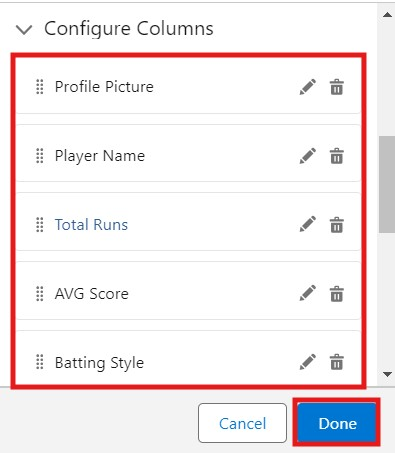 Configure Columns
Profile Picture
Player Name
Total Runs
AVG Score
Batting Style
Cancel Done